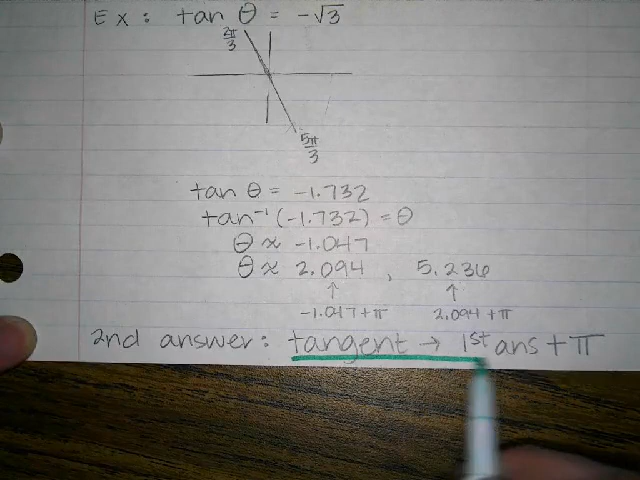 Ex: tan θ = -√3
2π/3
5π/3
tan θ = -1.732
tan⁻¹(-1.732) = θ
θ ≈ -1.047
θ ≈ 2.094, 5.236
↑ ↑
-1.047+π 2.094+π
2nd answer: tangent → 1st ans + π